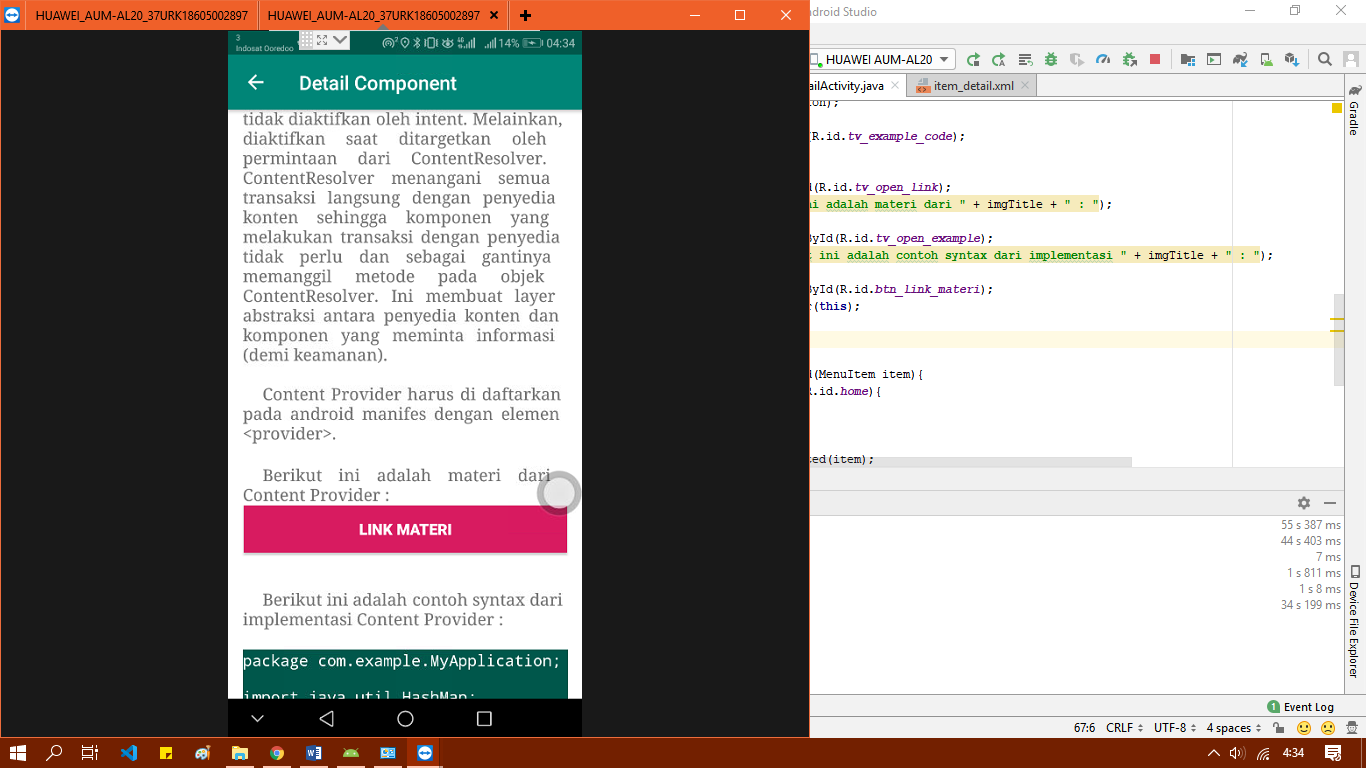 HUAWEI_AUM-AL20_37URK18605002897
HUAWEI_AUM-AL20_37URK18605002897
3
Indosat Ooredoo
14% 04:34
Detail Component
tidak diaktifkan oleh intent. Melainkan,
diaktifkan saat ditargetkan oleh
permintaan dari ContentResolver.
ContentResolver menangani semua
transaksi langsung dengan penyedia
konten sehingga komponen yang
melakukan transaksi dengan penyedia
tidak perlu dan sebagai gantinya
memanggil metode pada objek
ContentResolver. Ini membuat layer
abstraksi antara penyedia konten dan
komponen yang meminta informasi
(demi keamanan).
Content Provider harus di daftarkan
pada android manifes dengan elemen
<provider>.
Berikut ini adalah materi dari
Content Provider :
LINK MATERI
Berikut ini adalah contoh syntax dari
implementasi Content Provider :
package com.example.MyApplication;
import java.util.HashMap;
ndroid Studio
HUAWEI AUM-AL20
ailActivity.java
item_detail.xml
ion);
(R.id.tv_example_code);
d(R.id.tv_open_link);
ni adalah materi dari " + imgTitle + " : ");
ById(R.id.tv_open_example);
t ini adalah contoh syntax dari implementasi " + imgTitle + " : ");
ById(R.id.btn_link_materi);
r(this);
d(MenuItem item){
R.id.home){
ted(item);
Gradle
55 s 387 ms
44 s 403 ms
7 ms
1 s 811 ms
1 s 8 ms
34 s 199 ms
Device File Explorer
1 Event Log
67:6 CRLF UTF-8 4 spaces
4:34